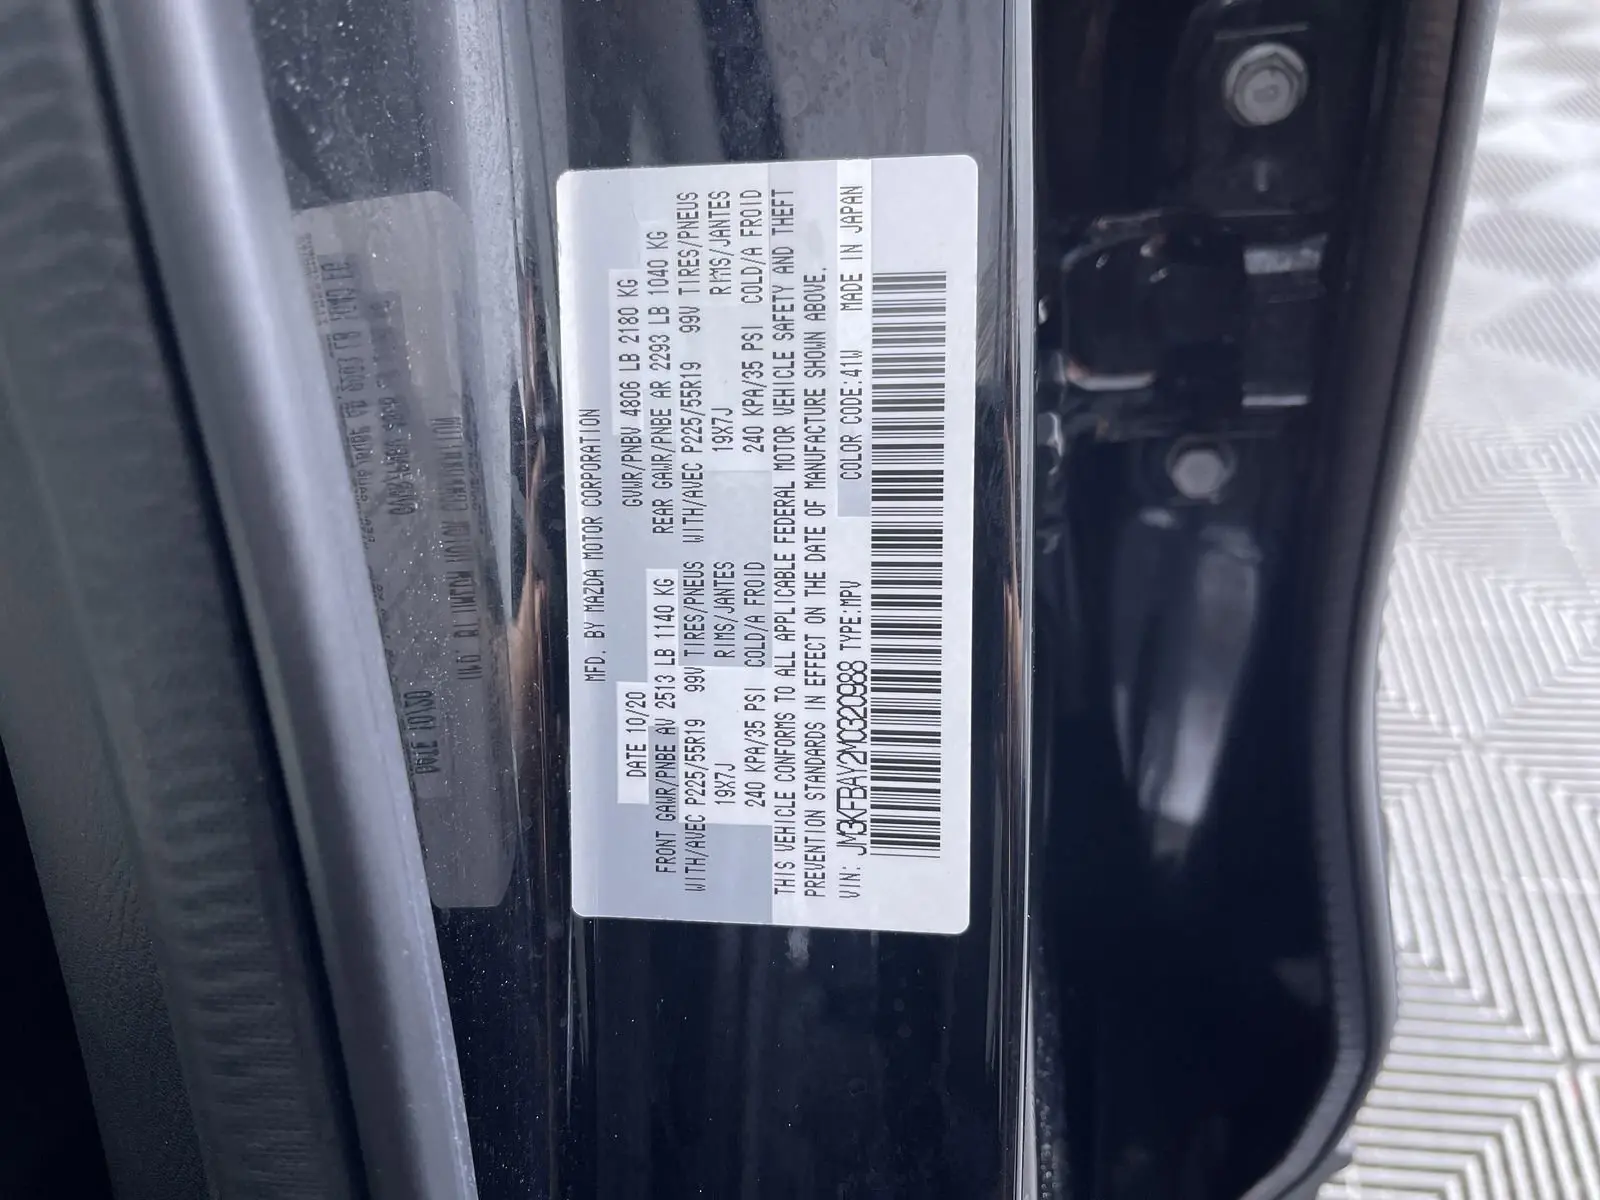 MFD. BY MAZDA MOTOR CORPORATION
DATE 10/20 GVWR/PNBV 4806 LB 2180 KG
FRONT GAWR/PNBE AV 2513 LB 1140 KG REAR GAWR/PNBE AR 2293 LB 1040 KG
WITH/AVEC P225/55R19 99V TIRES/PNEUS WITH/AVEC P225/55R19 99V TIRES/PNEUS
19X7J RIMS/JANTES 19X7J RIMS/JANTES
240 KPA/35 PSI COLD/A FROID 240 KPA/35 PSI COLD/A FROID
THIS VEHICLE CONFORMS TO ALL APPLICABLE FEDERAL MOTOR VEHICLE SAFETY AND THEFT
PREVENTION STANDARDS IN EFFECT ON THE DATE OF MANUFACTURE SHOWN ABOVE.
VIN: JM3KFBAY2M0320988 TYPE:MPV COLOR CODE:41W MADE IN JAPAN